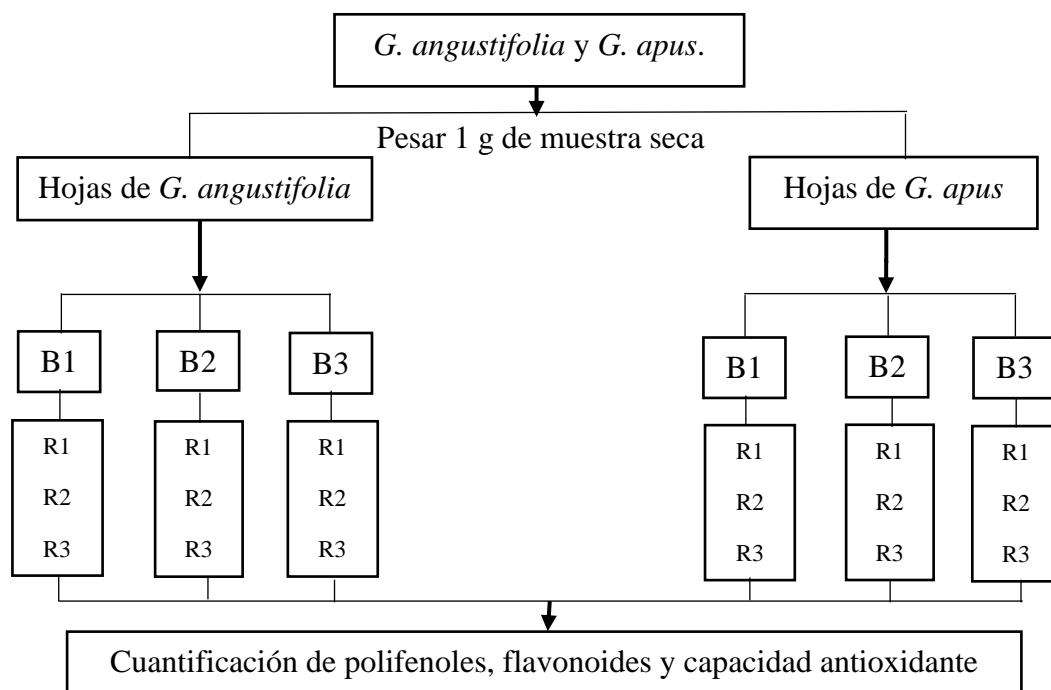 G. angustifolia y G. apus.
Pesar 1 g de muestra seca
Hojas de G. angustifolia
Hojas de G. apus
B1
B2
B3
B1
B2
B3
R1
R2
R3
R1
R2
R3
R1
R2
R3
R1
R2
R3
R1
R2
R3
R1
R2
R3
Cuantificación de polifenoles, flavonoides y capacidad antioxidante